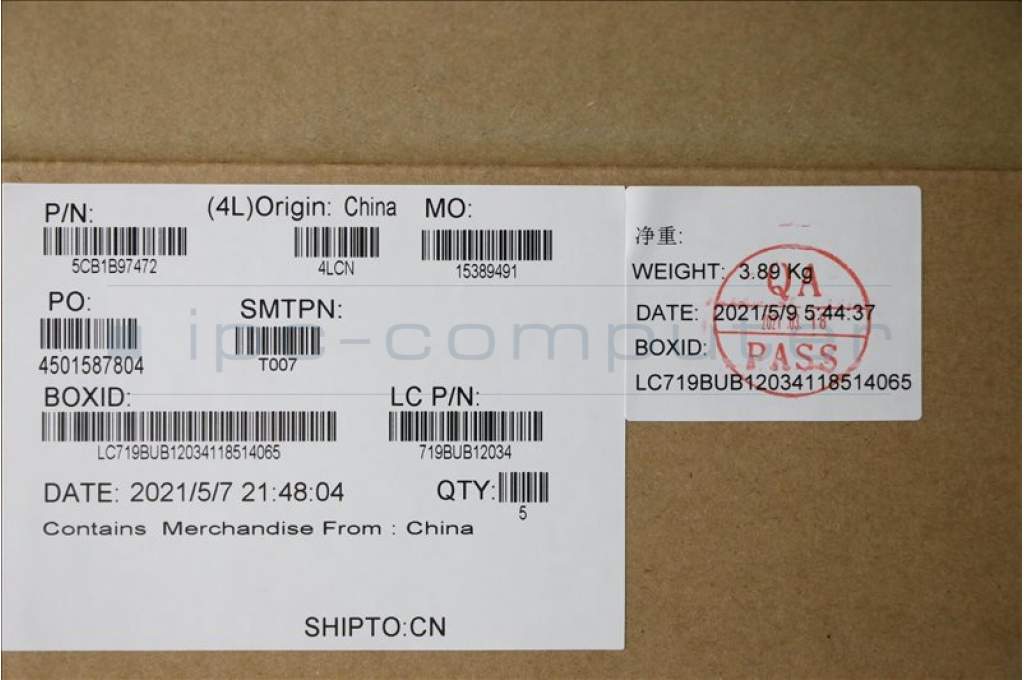 P/N:
5CB1B97472
(4L)Origin: China
4LCN
MO:
15389491
PO:
4501587804
SMTPN:
T007
BOXID:
LC719BUB12034118514065
LC P/N:
719BUB12034
DATE: 2021/5/7 21:48:04
QTY:
5
Contains Merchandise From : China
SHIPTO:CN
净重:
WEIGHT: 3.89 Kg
DATE: 2021/5/9 5:44:37
BOXID:
LC719BUB12034118514065
QA
PASS
ipc-computer